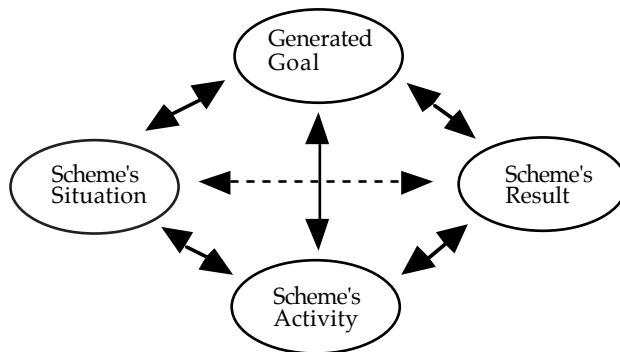 Generated
Goal
Scheme's
Situation
Scheme's
Result
Scheme's
Activity